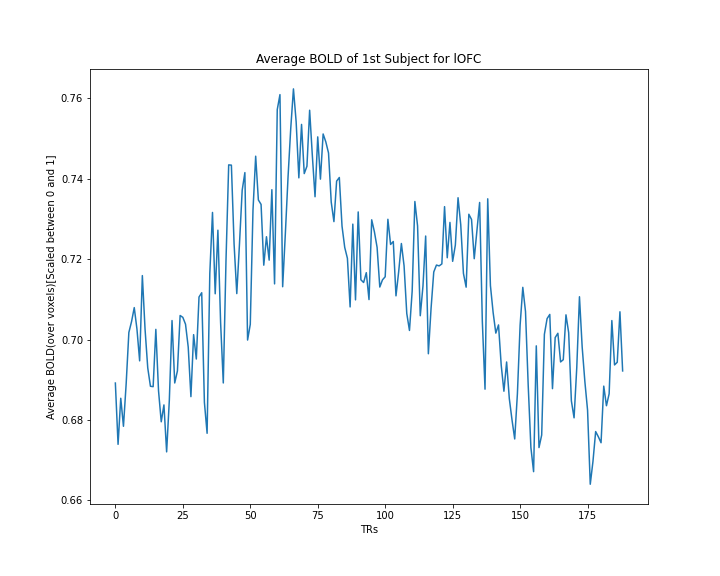 Average BOLD of 1st Subject for lOFC
Average BOLD(over voxels)[Scaled between 0 and 1]
0.76
0.74
0.72
0.70
0.68
0.66
0 25 50 75 100 125 150 175
TRs